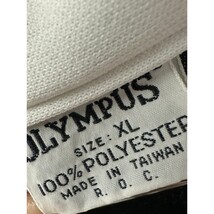 OLYMPUS
SIZE: XL
100% POLYESTER
MADE IN TAIWAN
R. O. C.